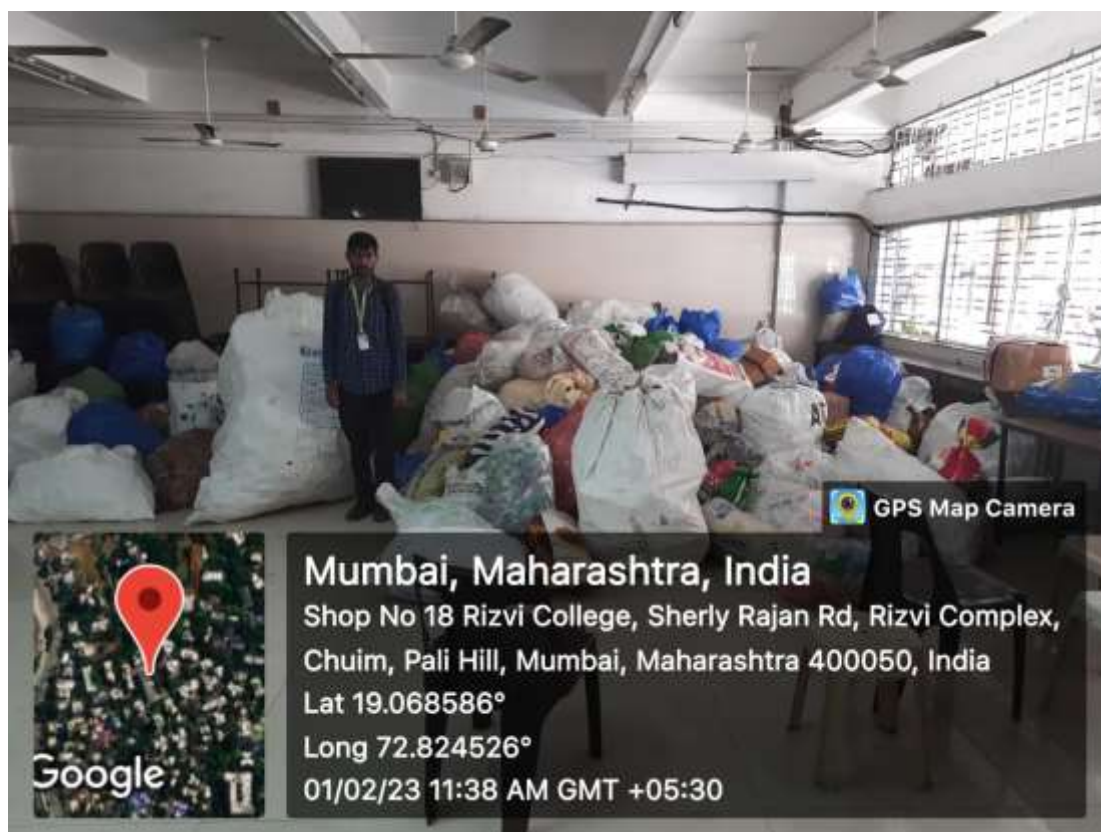 GPS Map Camera
Mumbai, Maharashtra, India
Shop No 18 Rizvi College, Sherly Rajan Rd, Rizvi Complex,
Chuim, Pali Hill, Mumbai, Maharashtra 400050, India
Lat 19.068586°
Long 72.824526°
01/02/23 11:38 AM GMT +05:30
Google